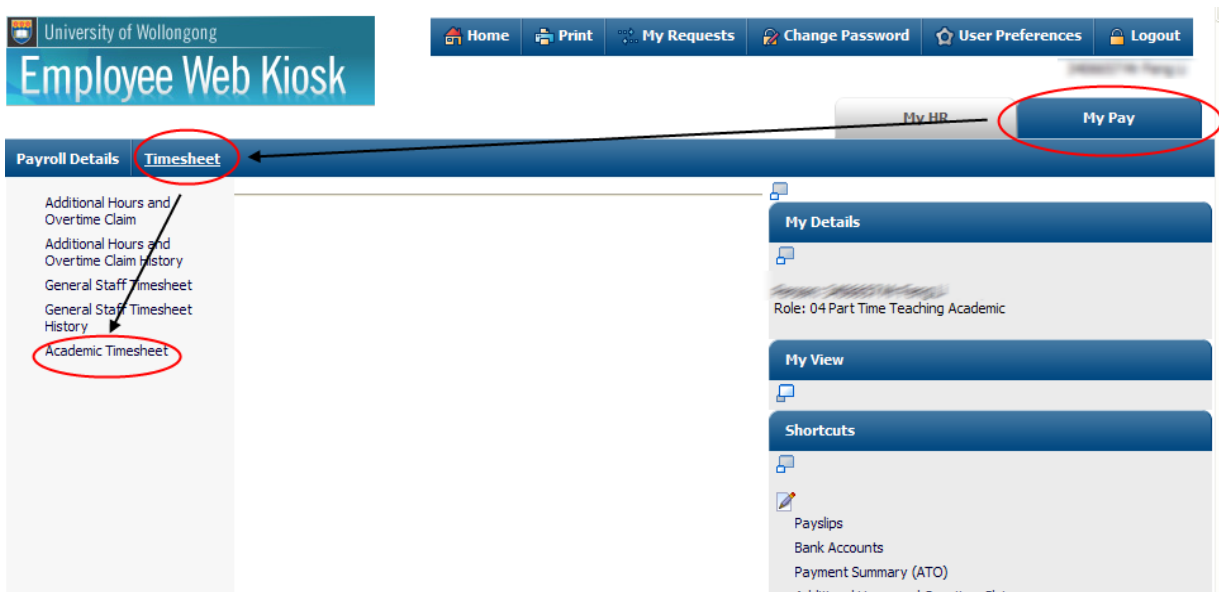 University of Wollongong
Employee Web Kiosk
Home Print My Requests Change Password User Preferences Logout
My HR My Pay
Payroll Details Timesheet
Additional Hours and
Overtime Claim
Additional Hours and
Overtime Claim History
General Staff Timesheet
General Staff Timesheet
History
Academic Timesheet
My Details
Role: 04 Part Time Teaching Academic
My View
Shortcuts
Payslips
Bank Accounts
Payment Summary (ATO)